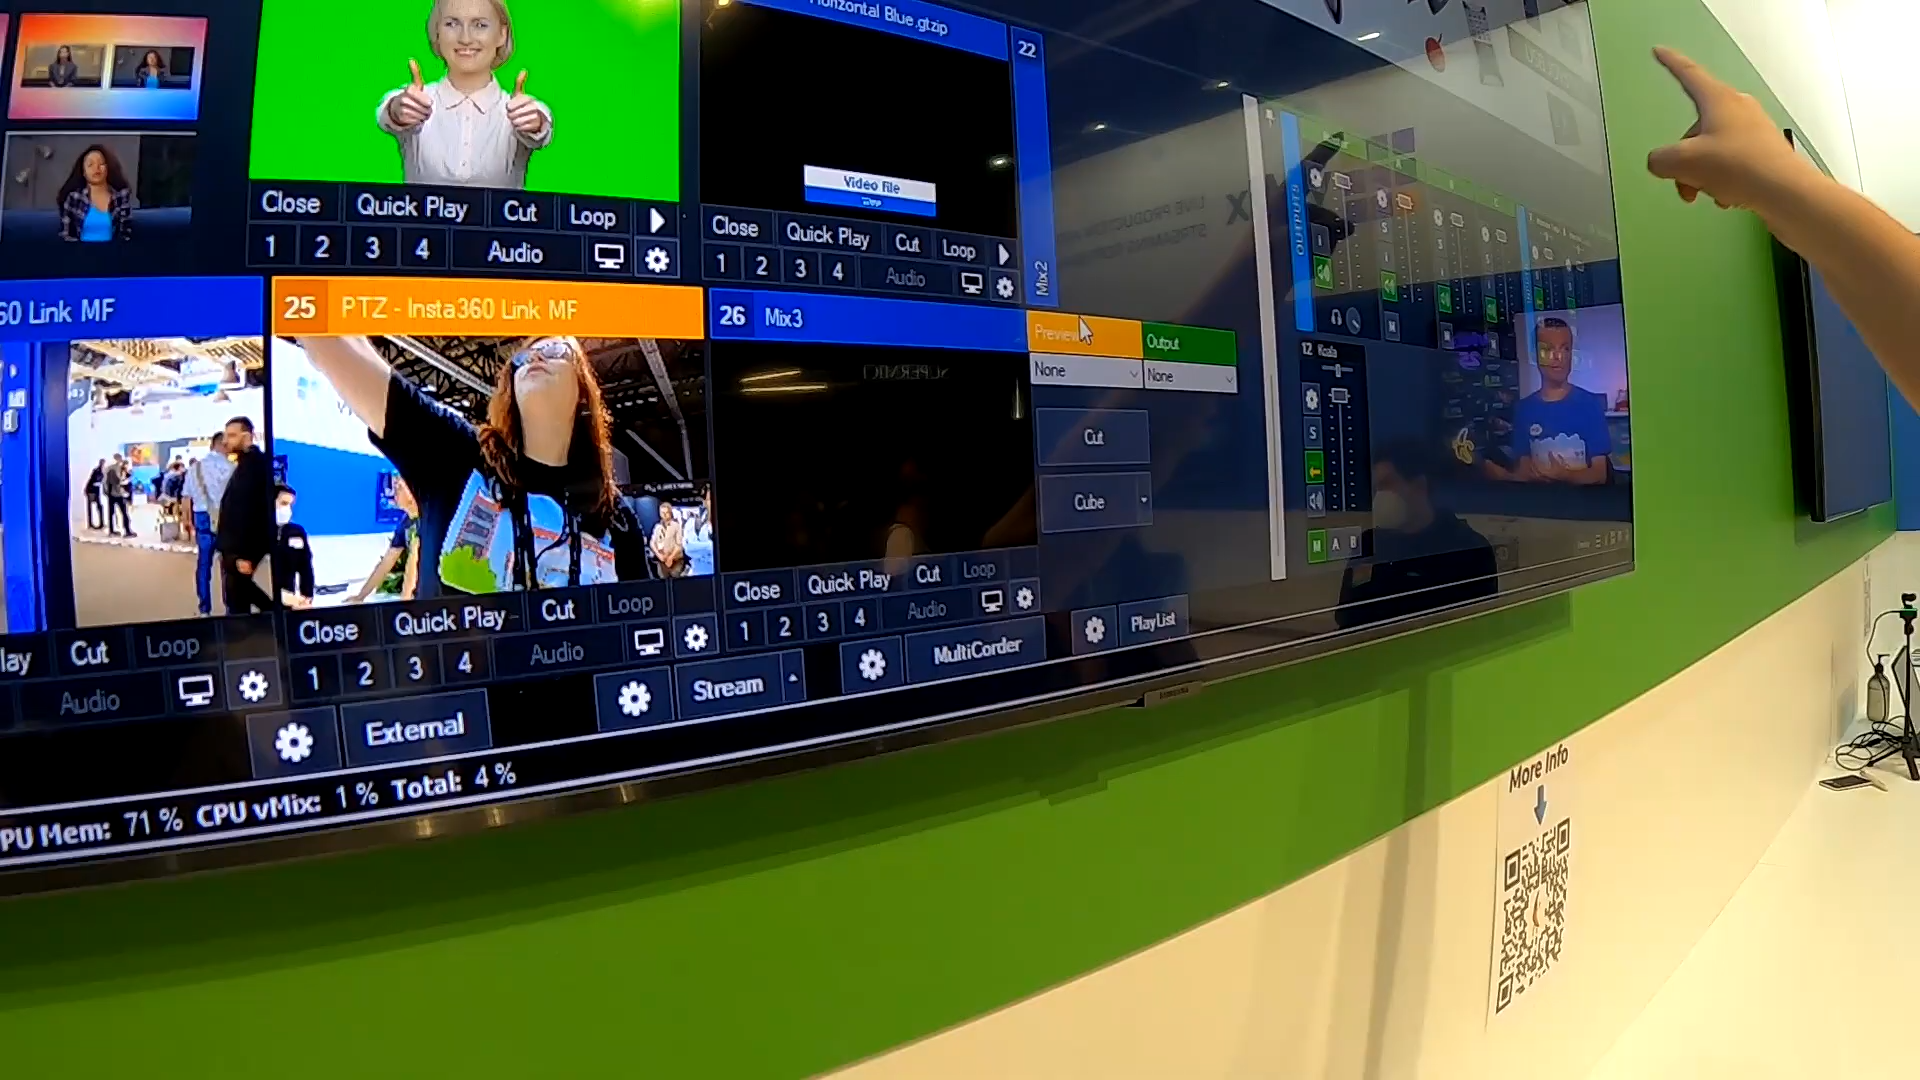 Horizontal Blue.gtzip
22
Video file
Close Quick Play Cut Loop
1 2 3 4 Audio
Close Quick Play Cut Loop
1 2 3 4 Audio
Mix2
OUTPUTS
60 Link MF
25 PTZ - Insta360 Link MF
26 Mix3
Preview Output
None None
Cut
Cube
12 Koala
S
M A B
lay Cut Loop
Audio
Close Quick Play Cut Loop
1 2 3 4 Audio
Close Quick Play Cut Loop
1 2 3 4 Audio
External
Stream
MultiCorder
PlayList
PU Mem: 71 % CPU vMix: 1 % Total: 4 %
SAMSUNG
More Info